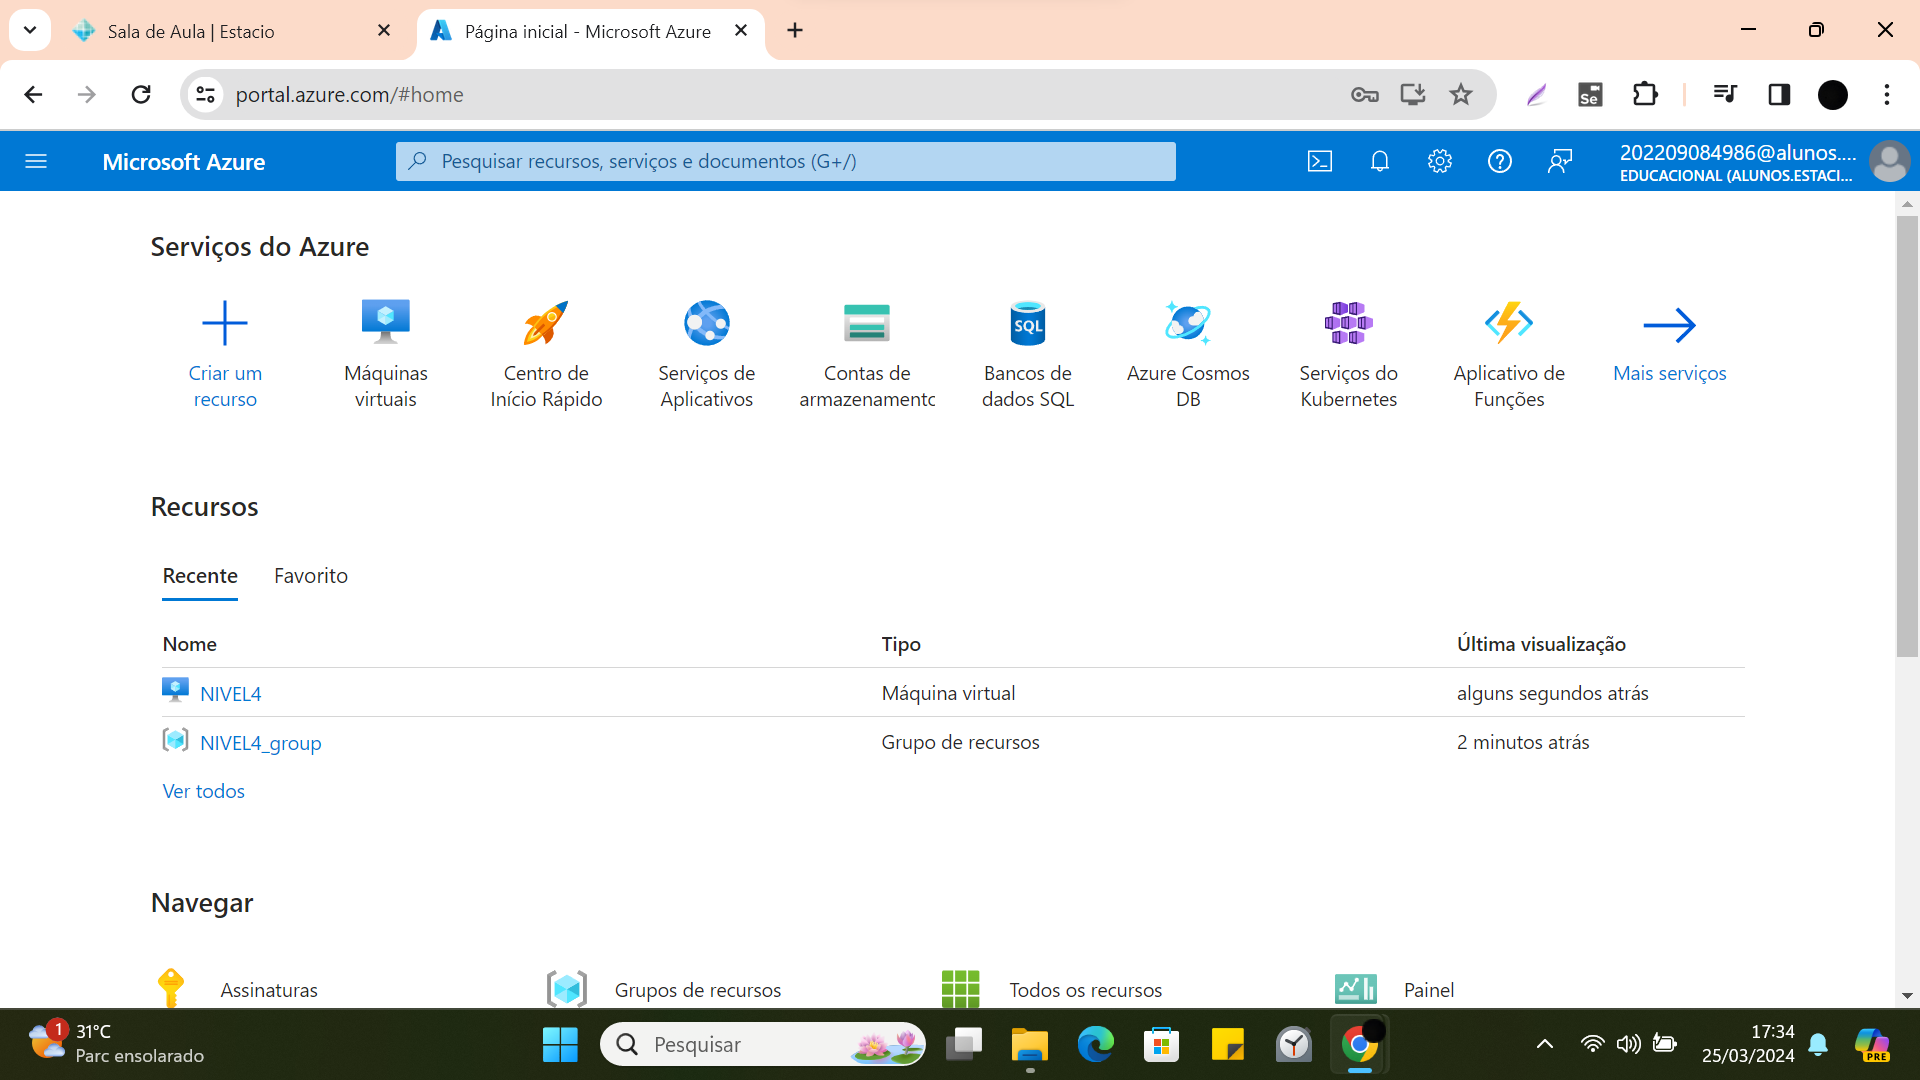 Sala de Aula | Estacio
Página inicial - Microsoft Azure
portal.azure.com/#home
Se
Microsoft Azure
Pesquisar recursos, serviços e documentos (G+/)
202209084986@alunos....
EDUCACIONAL (ALUNOS.ESTACI...
Serviços do Azure
Criar um
recurso
Máquinas
virtuais
Centro de
Início Rápido
Serviços de
Aplicativos
Contas de
armazenamento
SQL
Bancos de
dados SQL
Azure Cosmos
DB
Serviços do
Kubernetes
Aplicativo de
Funções
Mais serviços
Recursos
Recente
Favorito
Nome
Tipo
Última visualização
NIVEL4
Máquina virtual
alguns segundos atrás
NIVEL4_group
Grupo de recursos
2 minutos atrás
Ver todos
Navegar
Assinaturas
Grupos de recursos
Todos os recursos
Painel
1
31°C
Parc ensolarado
Pesquisar
17:34
25/03/2024
PRE